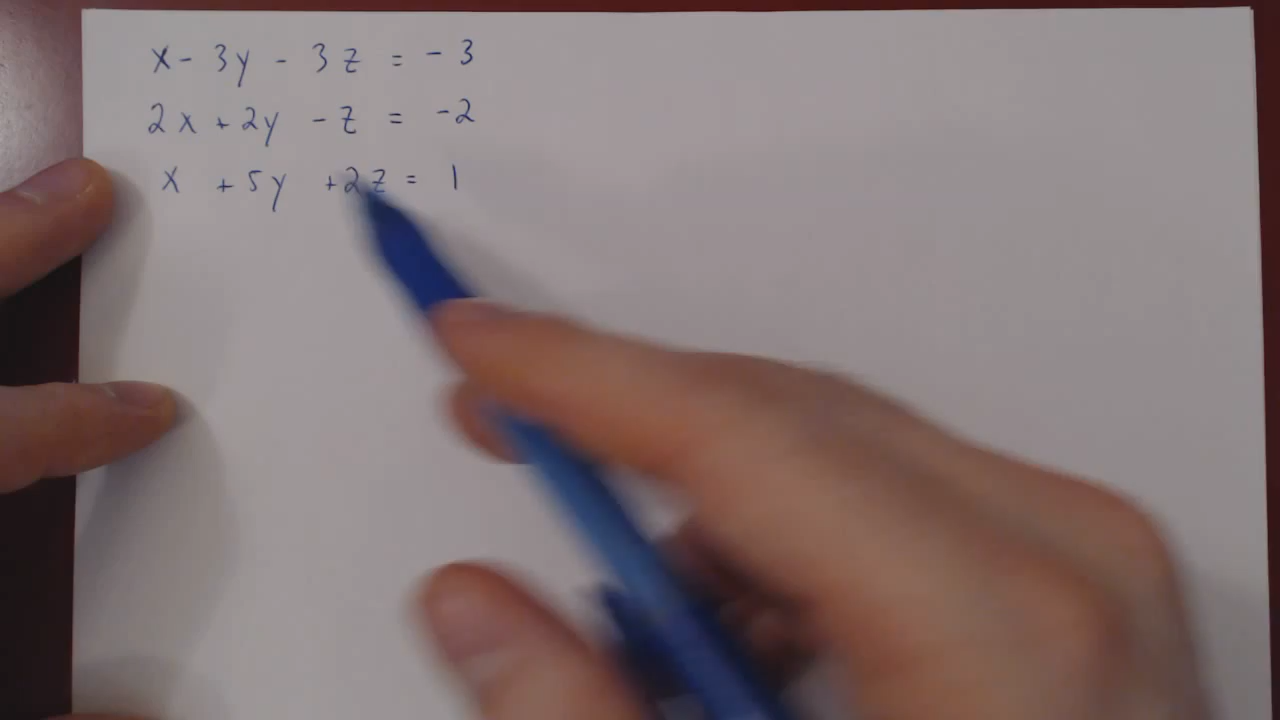 x - 3y - 3z = -3
2x + 2y - z = -2
x + 5y + 2z = 1